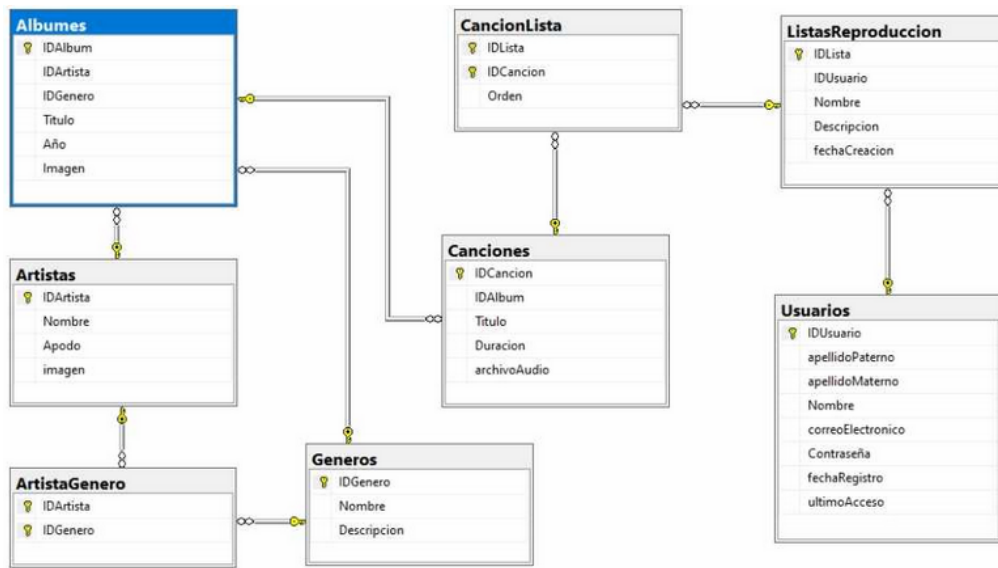 Albumes
IDAlbum
IDArtista
IDGenero
Titulo
Año
Imagen
CancionLista
IDLista
IDCancion
Orden
ListasReproduccion
IDLista
IDUsuario
Nombre
Descripcion
fechaCreacion
Artistas
IDArtista
Nombre
Apodo
imagen
Canciones
IDCancion
IDAlbum
Titulo
Duracion
archivoAudio
Usuarios
IDUsuario
apellidoPaterno
apellidoMaterno
Nombre
correoElectronico
Contraseña
fechaRegistro
ultimoAcceso
ArtistaGenero
IDArtista
IDGenero
Generos
IDGenero
Nombre
Descripcion